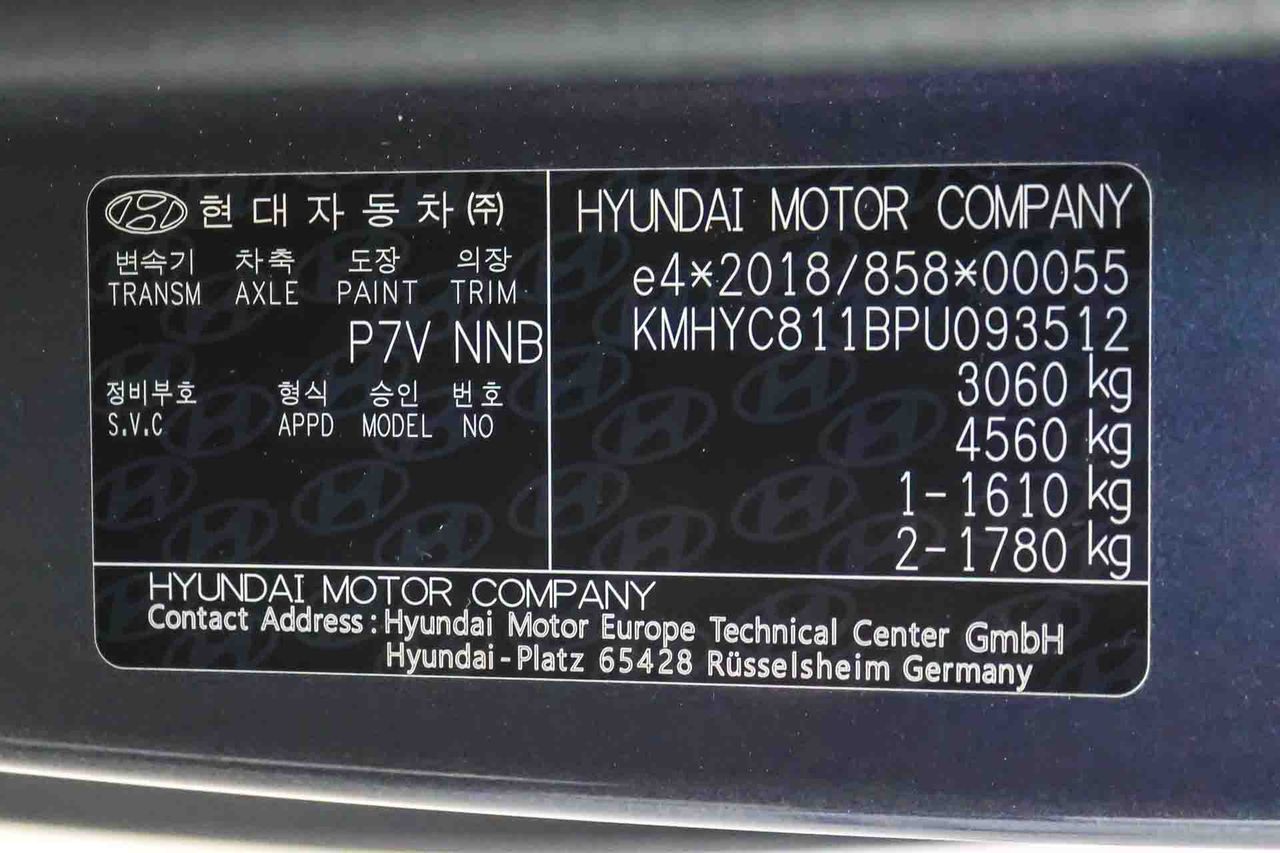 현대자동차(주)
변속기 차축 도장 의장
TRANSM AXLE PAINT TRIM
P7V NNB
정비부호 형식 승인 번호
S.V.C APPD MODEL NO
HYUNDAI MOTOR COMPANY
e4*2018/858*00055
KMHYC811BPU093512
3060 kg
4560 kg
1-1610 kg
2-1780 kg
HYUNDAI MOTOR COMPANY
Contact Address : Hyundai Motor Europe Technical Center GmbH
Hyundai-Platz 65428 Rüsselsheim Germany